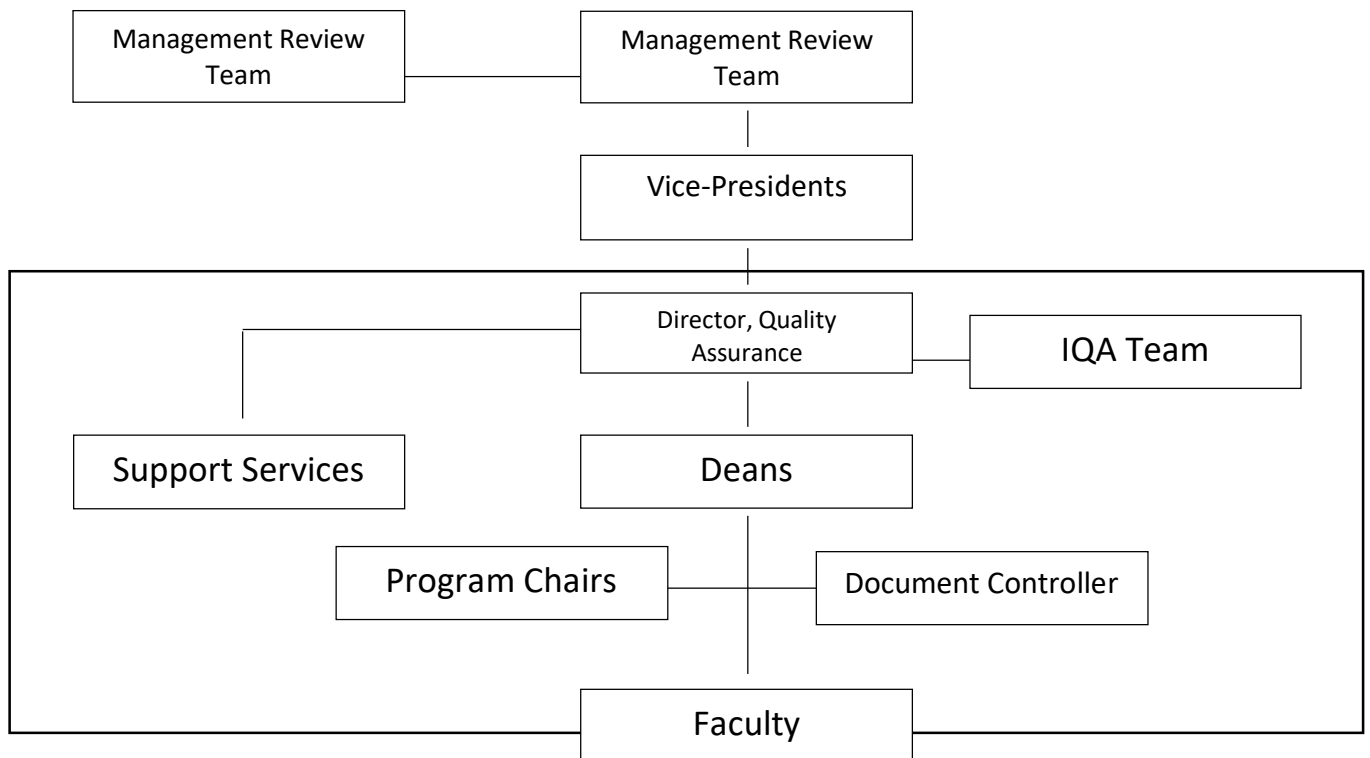 Management Review
Team
Management Review
Team
Vice-Presidents
Director, Quality
Assurance
IQA Team
Support Services
Deans
Program Chairs
Document Controller
Faculty